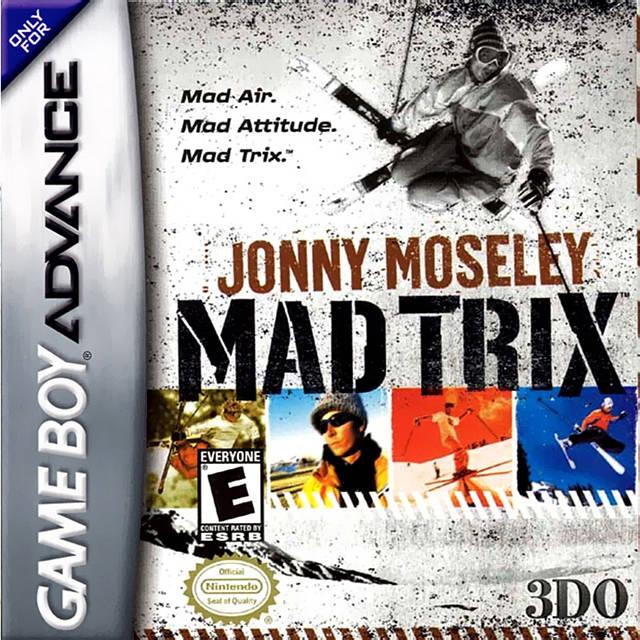 ONLY
FOR
GAME BOY ADVANCE
Mad Air.
Mad Attitude.
Mad Trix.™
JONNY MOSELEY
MAD TRIX™
EVERYONE
E
CONTENT RATED BY
ESRB
Official
Nintendo
Seal of Quality
3DO